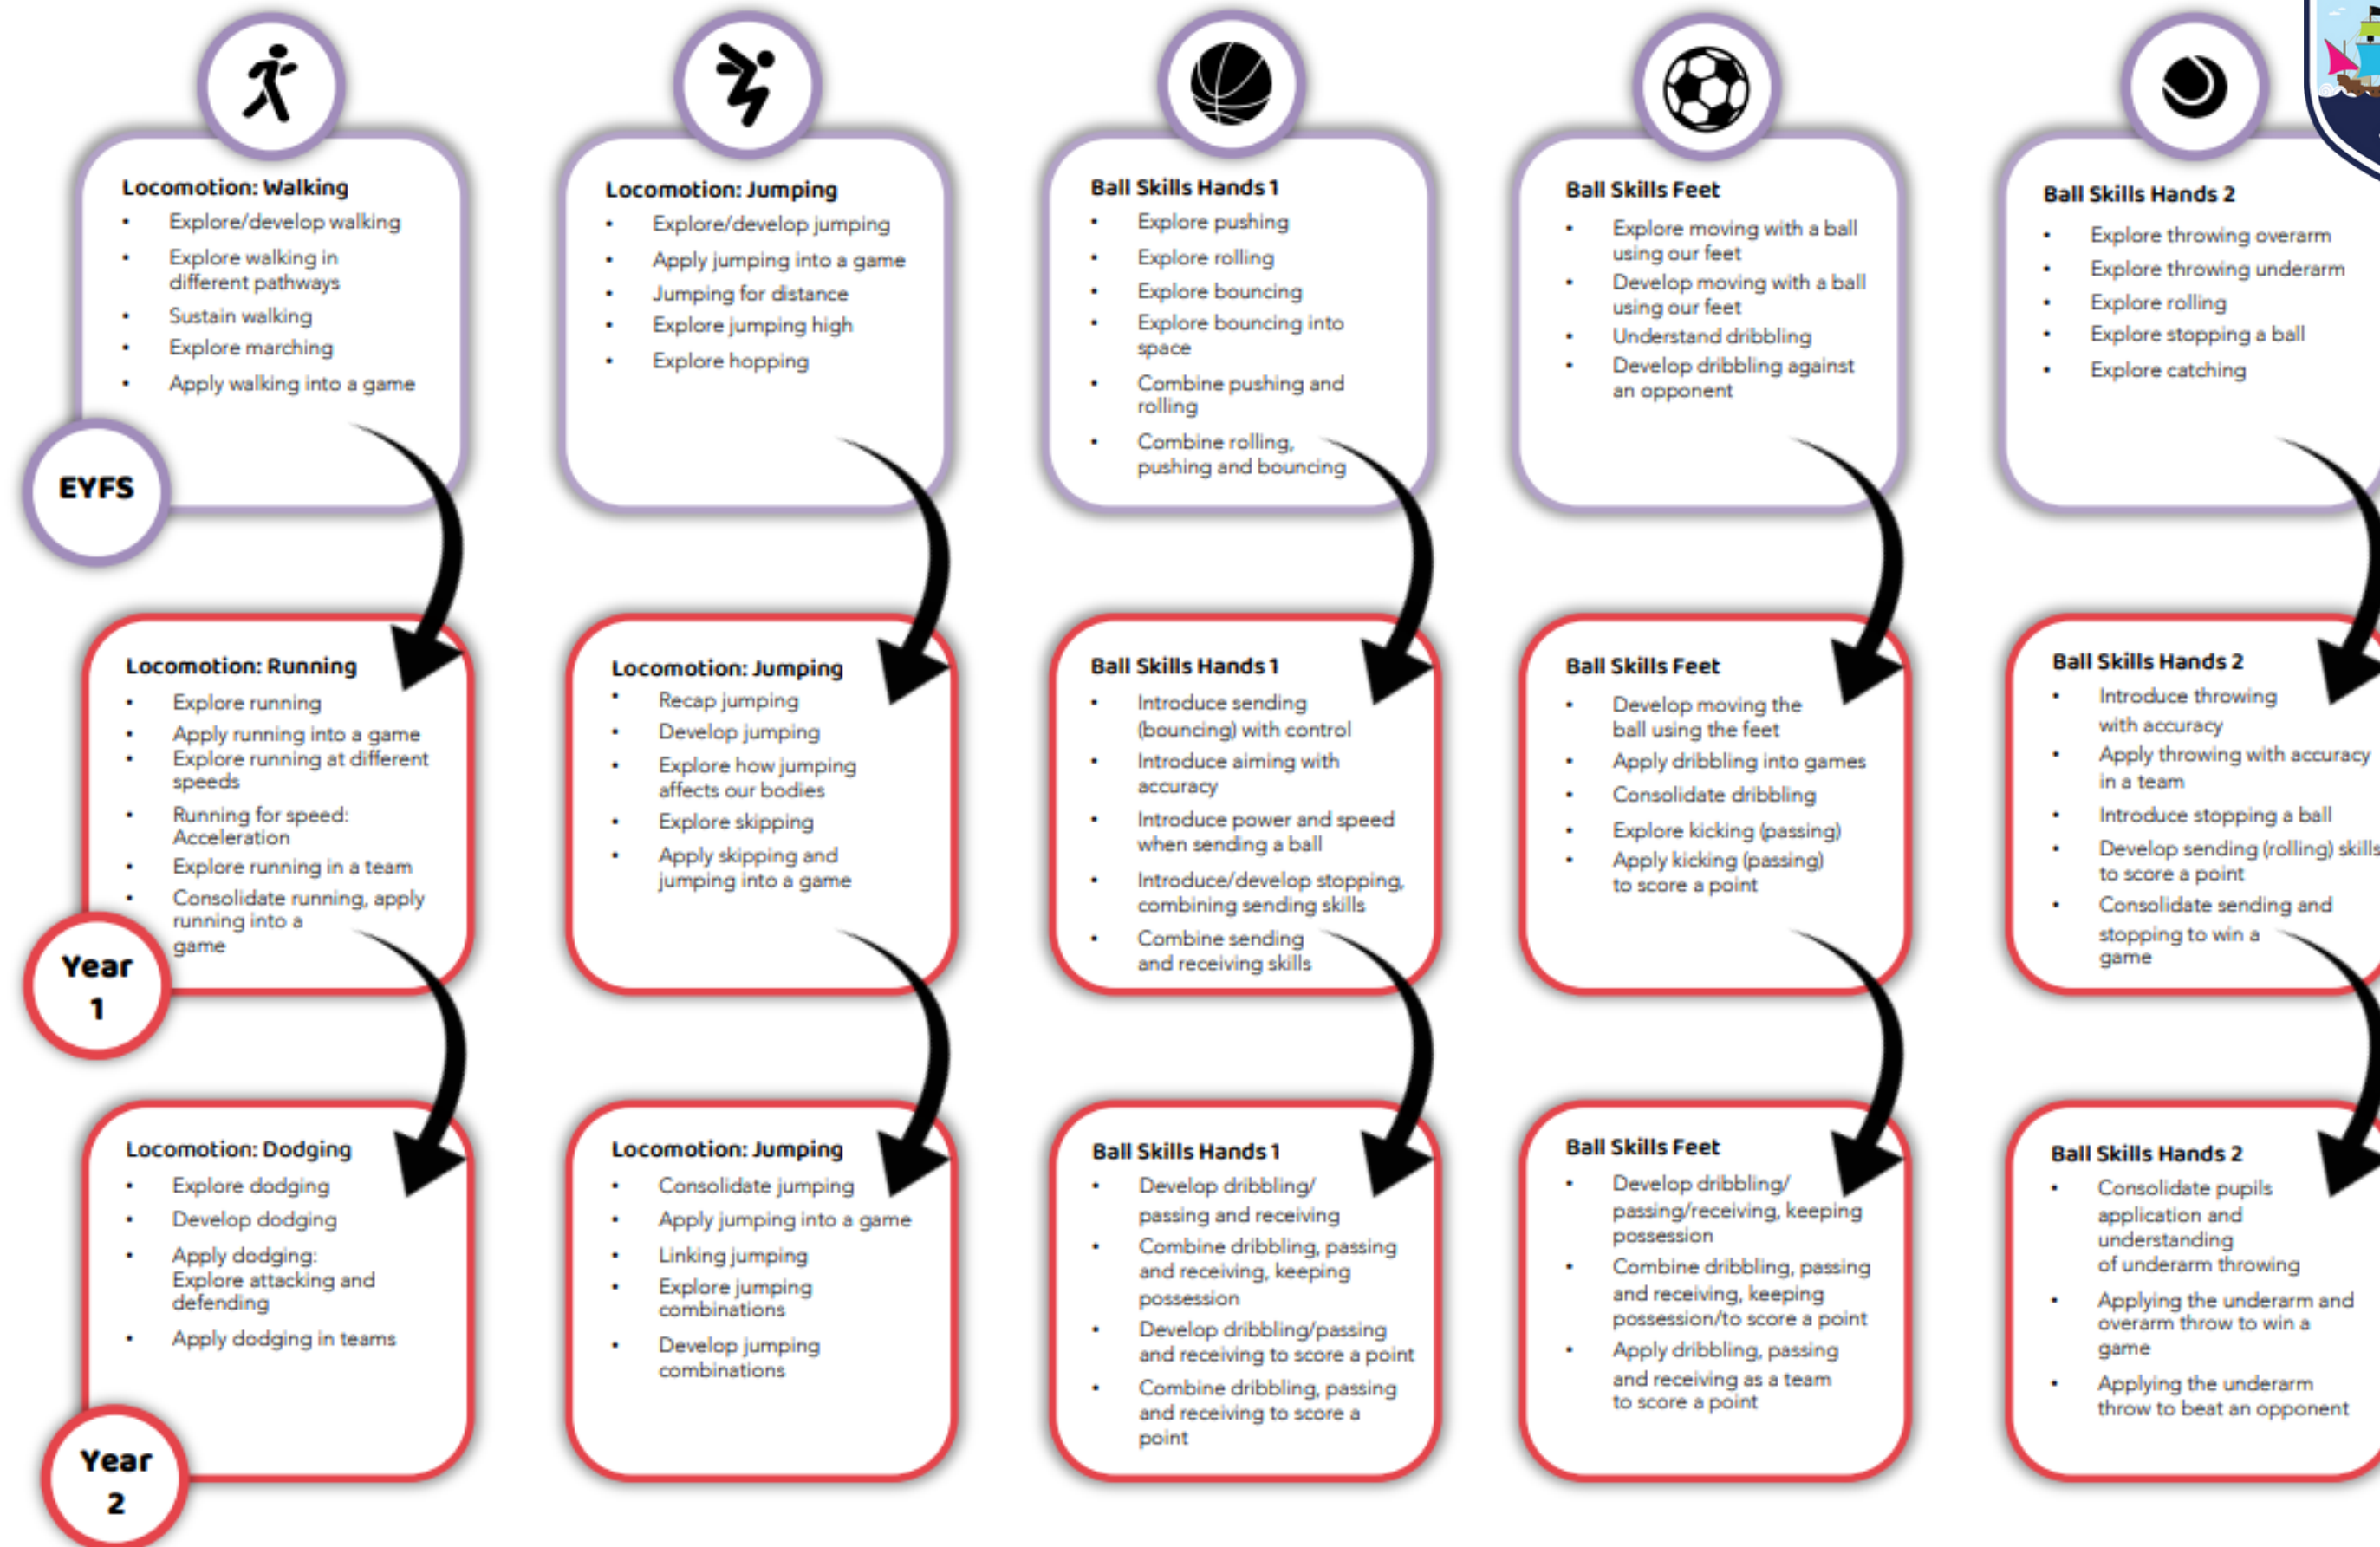 Locomotion: Walking
• Explore/develop walking
• Explore walking in
different pathways
• Sustain walking
• Explore marching
• Apply walking into a game
Locomotion: Jumping
• Explore/develop jumping
• Apply jumping into a game
• Jumping for distance
• Explore jumping high
• Explore hopping
Ball Skills Hands 1
• Explore pushing
• Explore rolling
• Explore bouncing
• Explore bouncing into
space
• Combine pushing and
rolling
• Combine rolling,
pushing and bouncing
Ball Skills Feet
• Explore moving with a ball
using our feet
• Develop moving with a ball
using our feet
• Understand dribbling
• Develop dribbling against
an opponent
Ball Skills Hands 2
• Explore throwing overarm
• Explore throwing underarm
• Explore rolling
• Explore stopping a ball
• Explore catching
EYFS
Locomotion: Running
• Explore running
• Apply running into a game
• Explore running at different
speeds
• Running for speed:
Acceleration
• Explore running in a team
• Consolidate running, apply
running into a
game
Locomotion: Jumping
• Recap jumping
• Develop jumping
• Explore how jumping
affects our bodies
• Explore skipping
• Apply skipping and
jumping into a game
Ball Skills Hands 1
• Introduce sending
(bouncing) with control
• Introduce aiming with
accuracy
• Introduce power and speed
when sending a ball
• Introduce/develop stopping,
combining sending skills
• Combine sending
and receiving skills
Ball Skills Feet
• Develop moving the
ball using the feet
• Apply dribbling into games
• Consolidate dribbling
• Explore kicking (passing)
• Apply kicking (passing)
to score a point
Ball Skills Hands 2
• Introduce throwing
with accuracy
• Apply throwing with accuracy
in a team
• Introduce stopping a ball
• Develop sending (rolling) skills
to score a point
• Consolidate sending and
stopping to win a
game
Year
1
Locomotion: Dodging
• Explore dodging
• Develop dodging
• Apply dodging:
Explore attacking and
defending
• Apply dodging in teams
Locomotion: Jumping
• Consolidate jumping
• Apply jumping into a game
• Linking jumping
• Explore jumping
combinations
• Develop jumping
combinations
Ball Skills Hands 1
• Develop dribbling/
passing and receiving
• Combine dribbling, passing
and receiving, keeping
possession
• Develop dribbling/passing
and receiving to score a point
• Combine dribbling, passing
and receiving to score a
point
Ball Skills Feet
• Develop dribbling/
passing/receiving, keeping
possession
• Combine dribbling, passing
and receiving, keeping
possession/to score a point
• Apply dribbling, passing
and receiving as a team
to score a point
Ball Skills Hands 2
• Consolidate pupils
application and
understanding
of underarm throwing
• Applying the underarm and
overarm throw to win a
game
• Applying the underarm
throw to beat an opponent
Year
2